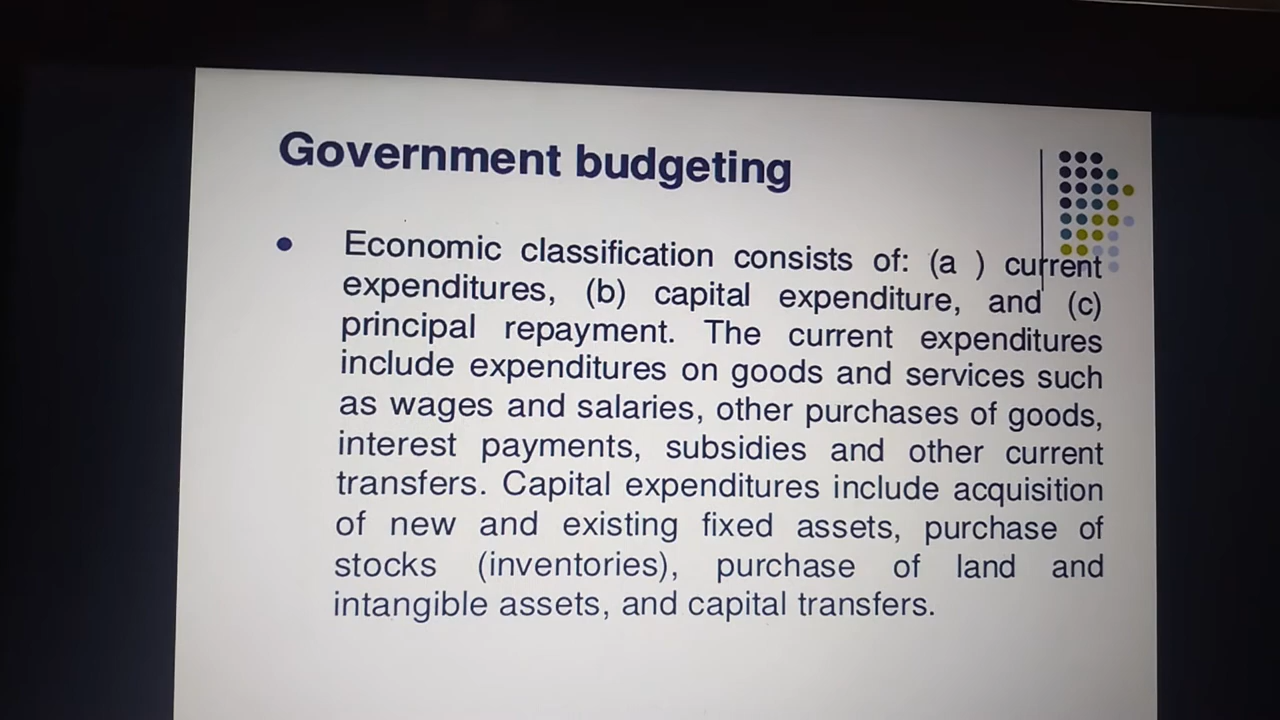 Government budgeting
• Economic classification consists of: (a ) current
expenditures, (b) capital expenditure, and (c)
principal repayment. The current expenditures
include expenditures on goods and services such
as wages and salaries, other purchases of goods,
interest payments, subsidies and other current
transfers. Capital expenditures include acquisition
of new and existing fixed assets, purchase of
stocks (inventories), purchase of land and
intangible assets, and capital transfers.